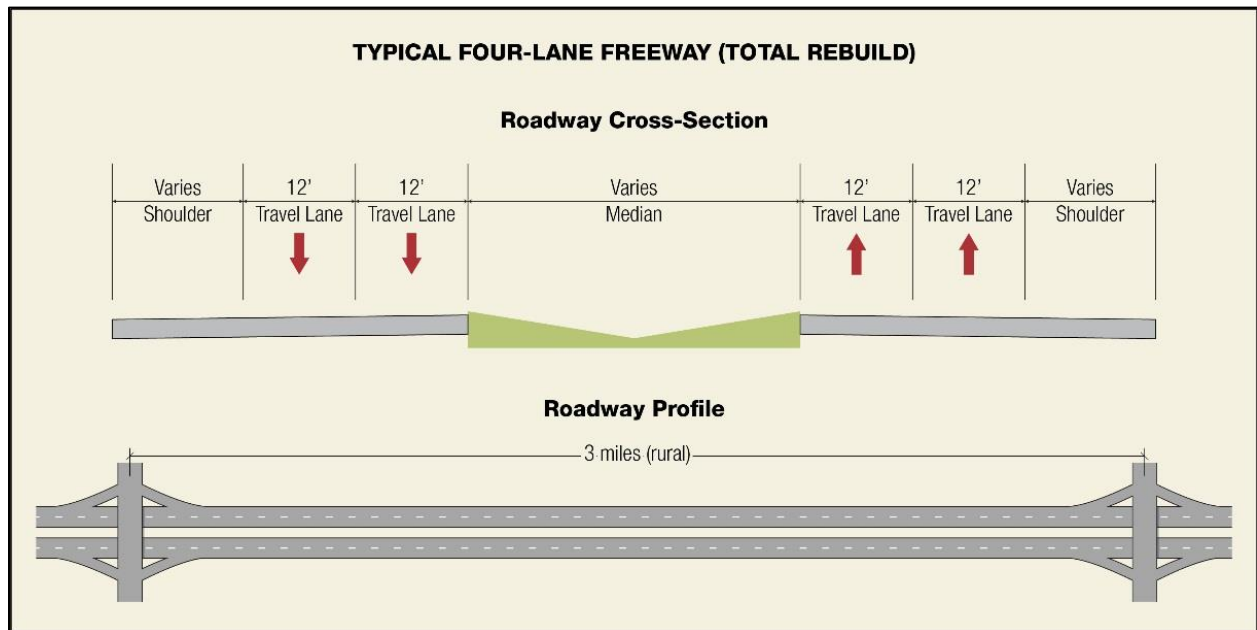 TYPICAL FOUR-LANE FREEWAY (TOTAL REBUILD)
Roadway Cross-Section
Varies 12' 12' Varies 12' 12' Varies
Shoulder Travel Lane Travel Lane Median Travel Lane Travel Lane Shoulder
Roadway Profile
3 miles (rural)